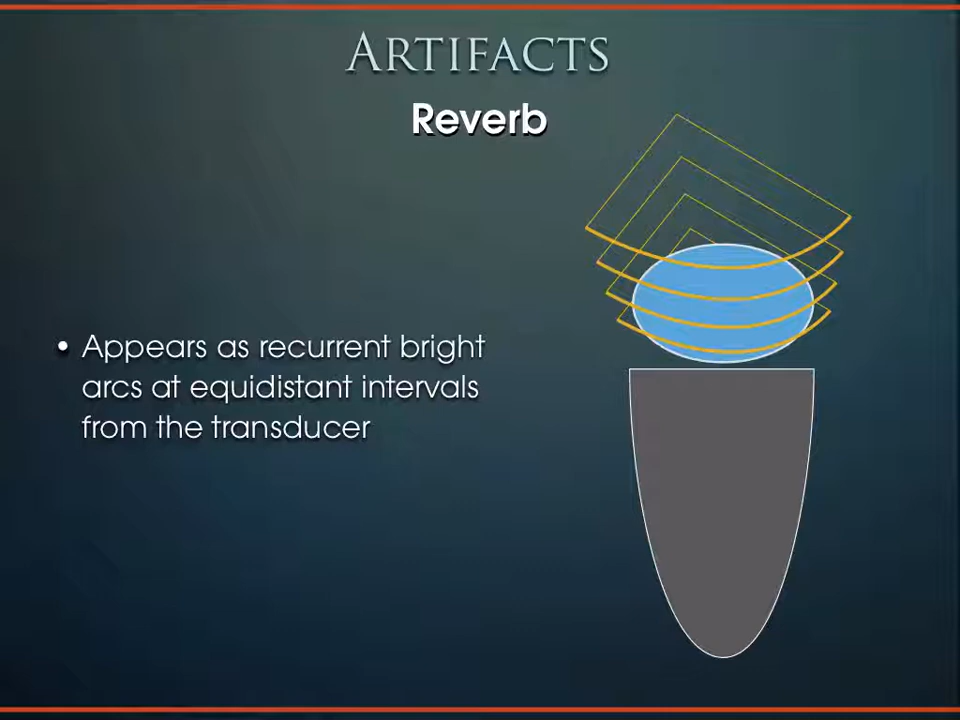 ARTIFACTS
Reverb
• Appears as recurrent bright
arcs at equidistant intervals
from the transducer